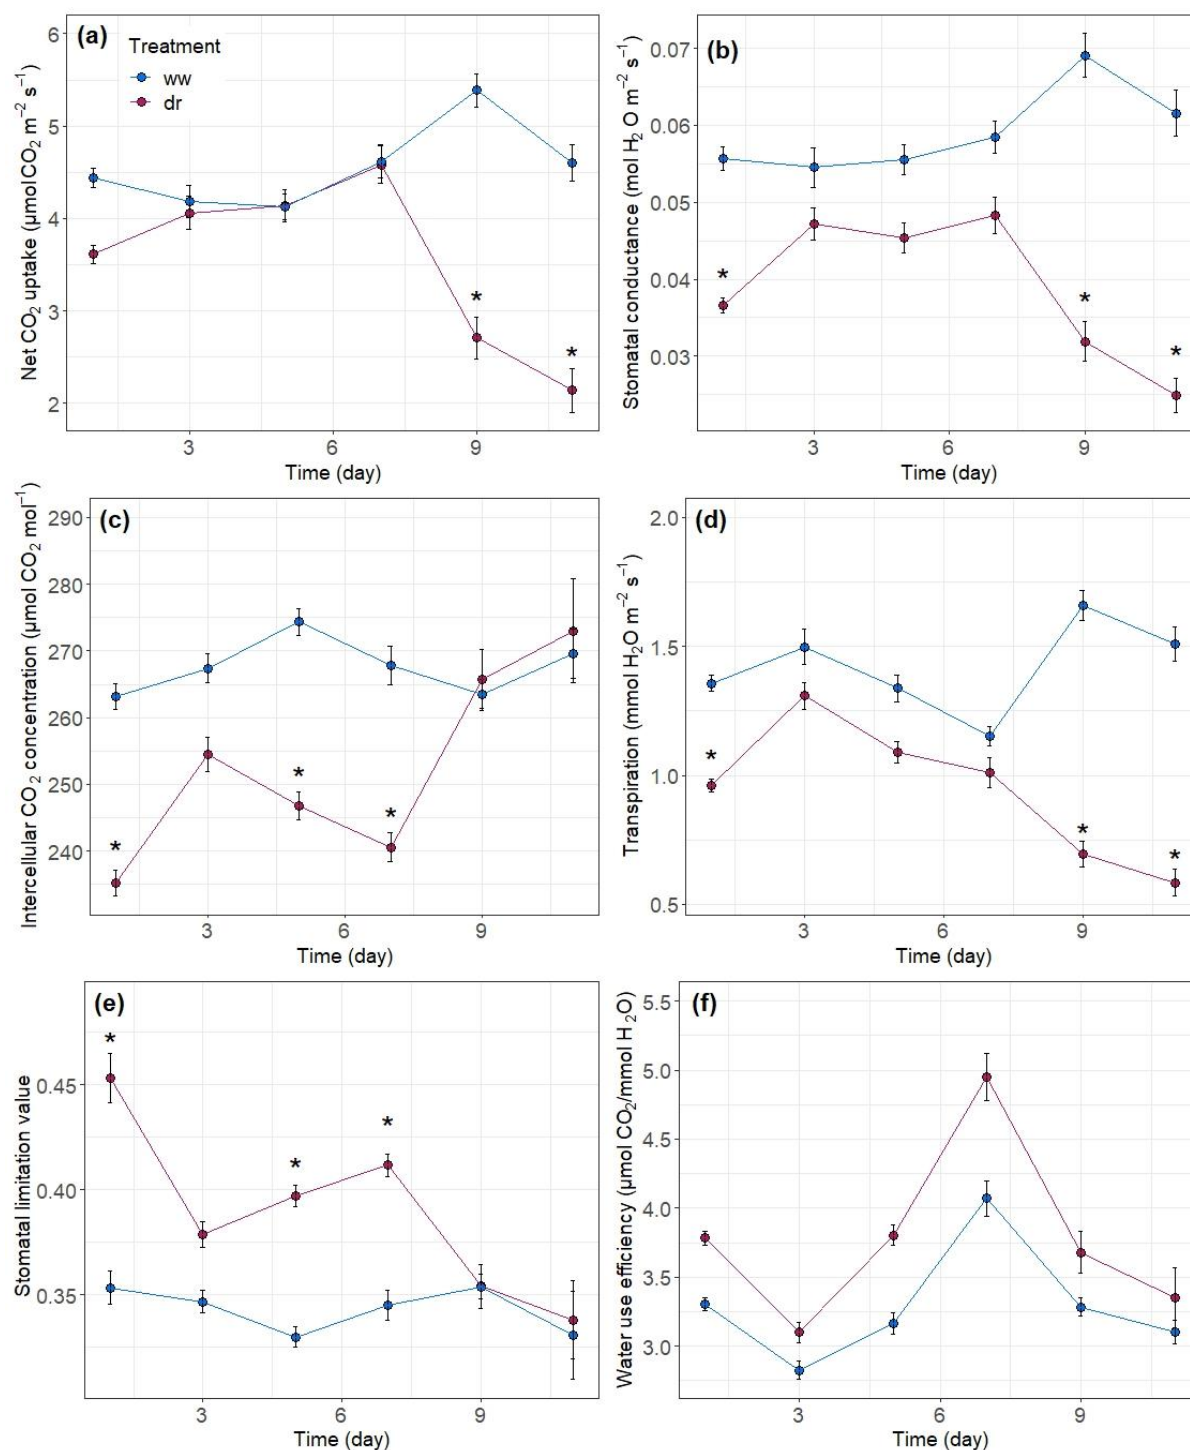 (a)
Treatment
ww
dr
6
5
4
3
2
3
6
9
*
*
Net CO₂ uptake (µmolCO₂ m⁻² s⁻¹)
Time (day)
(b)
0.07
0.06
0.05
0.04
0.03
3
6
9
*
*
*
Stomatal conductance (mol H₂ O m⁻² s⁻¹)
Time (day)
(c)
290
280
270
260
250
240
3
6
9
*
*
*
Intercellular CO₂ concentration (µmol CO₂ mol⁻¹)
Time (day)
(d)
2.0
1.5
1.0
0.5
3
6
9
*
*
*
Transpiration (mmol H₂O m⁻² s⁻¹)
Time (day)
(e)
0.45
0.40
0.35
3
6
9
*
*
*
Stomatal limitation value
Time (day)
(f)
5.5
5.0
4.5
4.0
3.5
3.0
3
6
9
Water use efficiency (µmol CO₂/mmol H₂O)
Time (day)